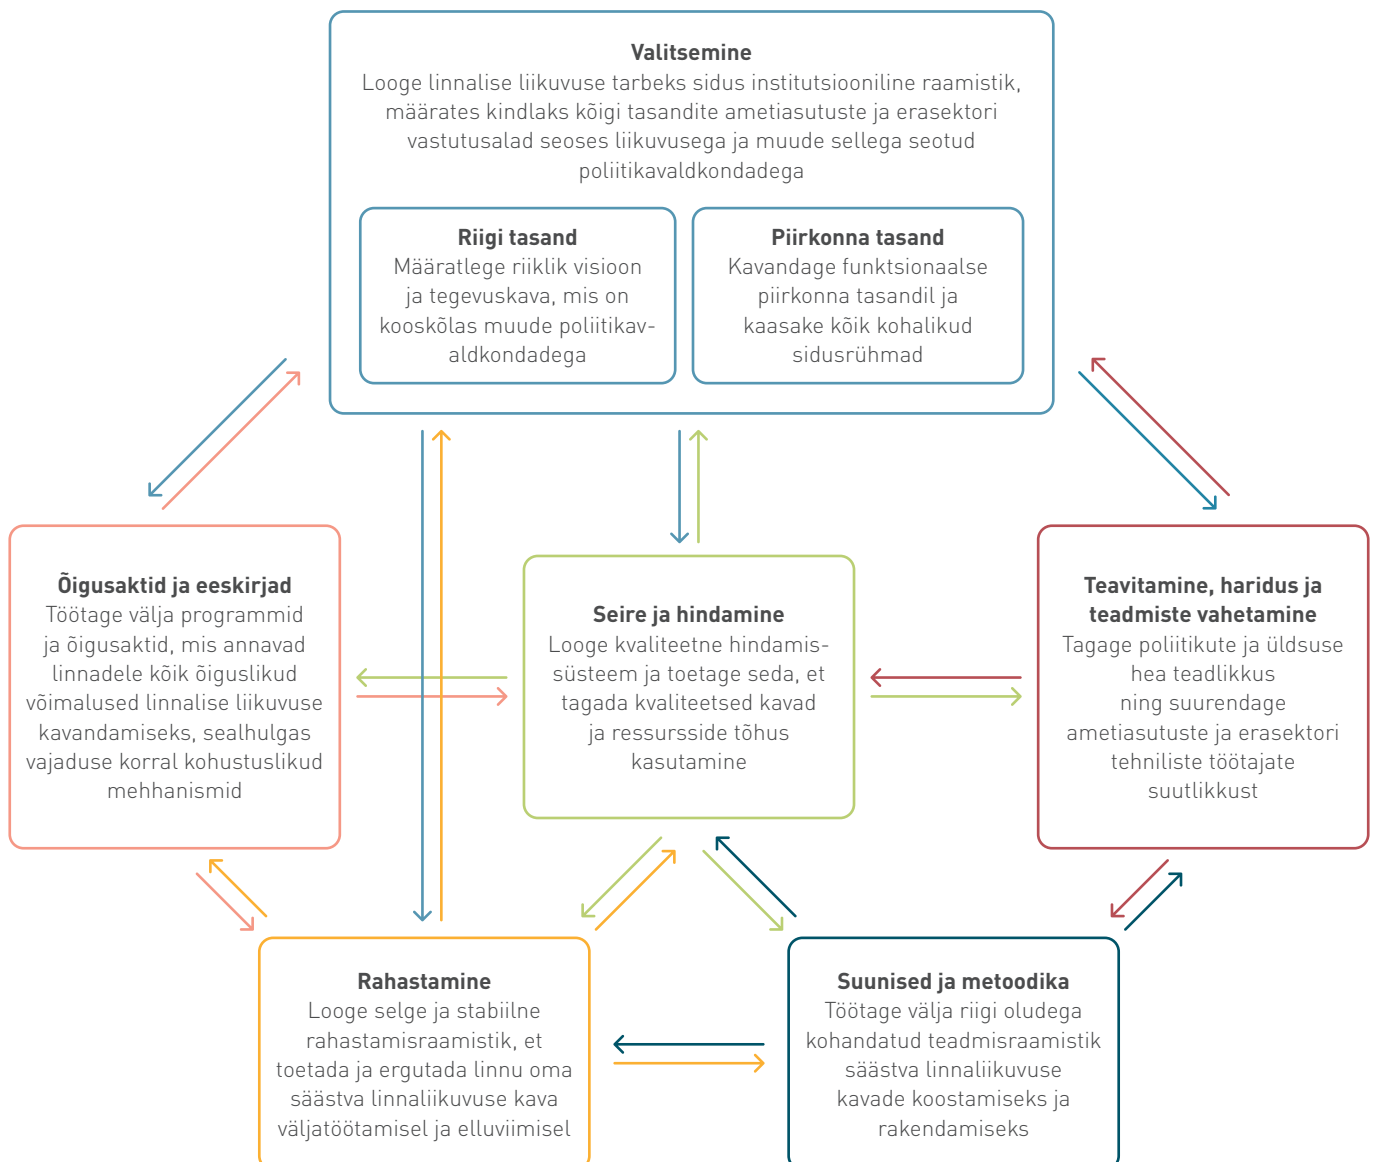 Valitsemine
Looge linnalise liikuvuse tarbeks sidus institutsiooniline raamistik,
määrates kindlaks kõigi tasandite ametiasutuste ja erasektori
vastutusalad seoses liikuvusega ja muude sellega seotud
poliitikavaldkondadega
Riigi tasand
Määratlege riiklik visioon
ja tegevuskava, mis on
kooskõlas muude poliitikav-
aldkondadega
Piirkonna tasand
Kavandage funktsionaalse
piirkonna tasandil ja
kaasake kõik kohalikud
sidusrühmad
Õigusaktid ja eeskirjad
Töötage välja programmid
ja õigusaktid, mis annavad
linnadele kõik õiguslikud
võimalused linnalise liikuvuse
kavandamiseks, sealhulgas
vajaduse korral kohustuslikud
mehhanismid
Seire ja hindamine
Looge kvaliteetne hindamis-
süsteem ja toetage seda, et
tagada kvaliteetsed kavad
ja ressursside tõhus
kasutamine
Teavitamine, haridus ja
teadmiste vahetamine
Tagage poliitikute ja üldsuse
hea teadlikkus
ning suurendage
ametiasutuste ja erasektori
tehniliste töötajate
suutlikkust
Rahastamine
Looge selge ja stabiilne
rahastamisraamistik, et
toetada ja ergutada linnu oma
säästva linnaliikuvuse kava
väljatöötamisel ja elluviimisel
Suunised ja metoodika
Töötage välja riigi oludega
kohandatud teadmisraamistik
säästva linnaliikuvuse
kavade koostamiseks ja
rakendamiseks